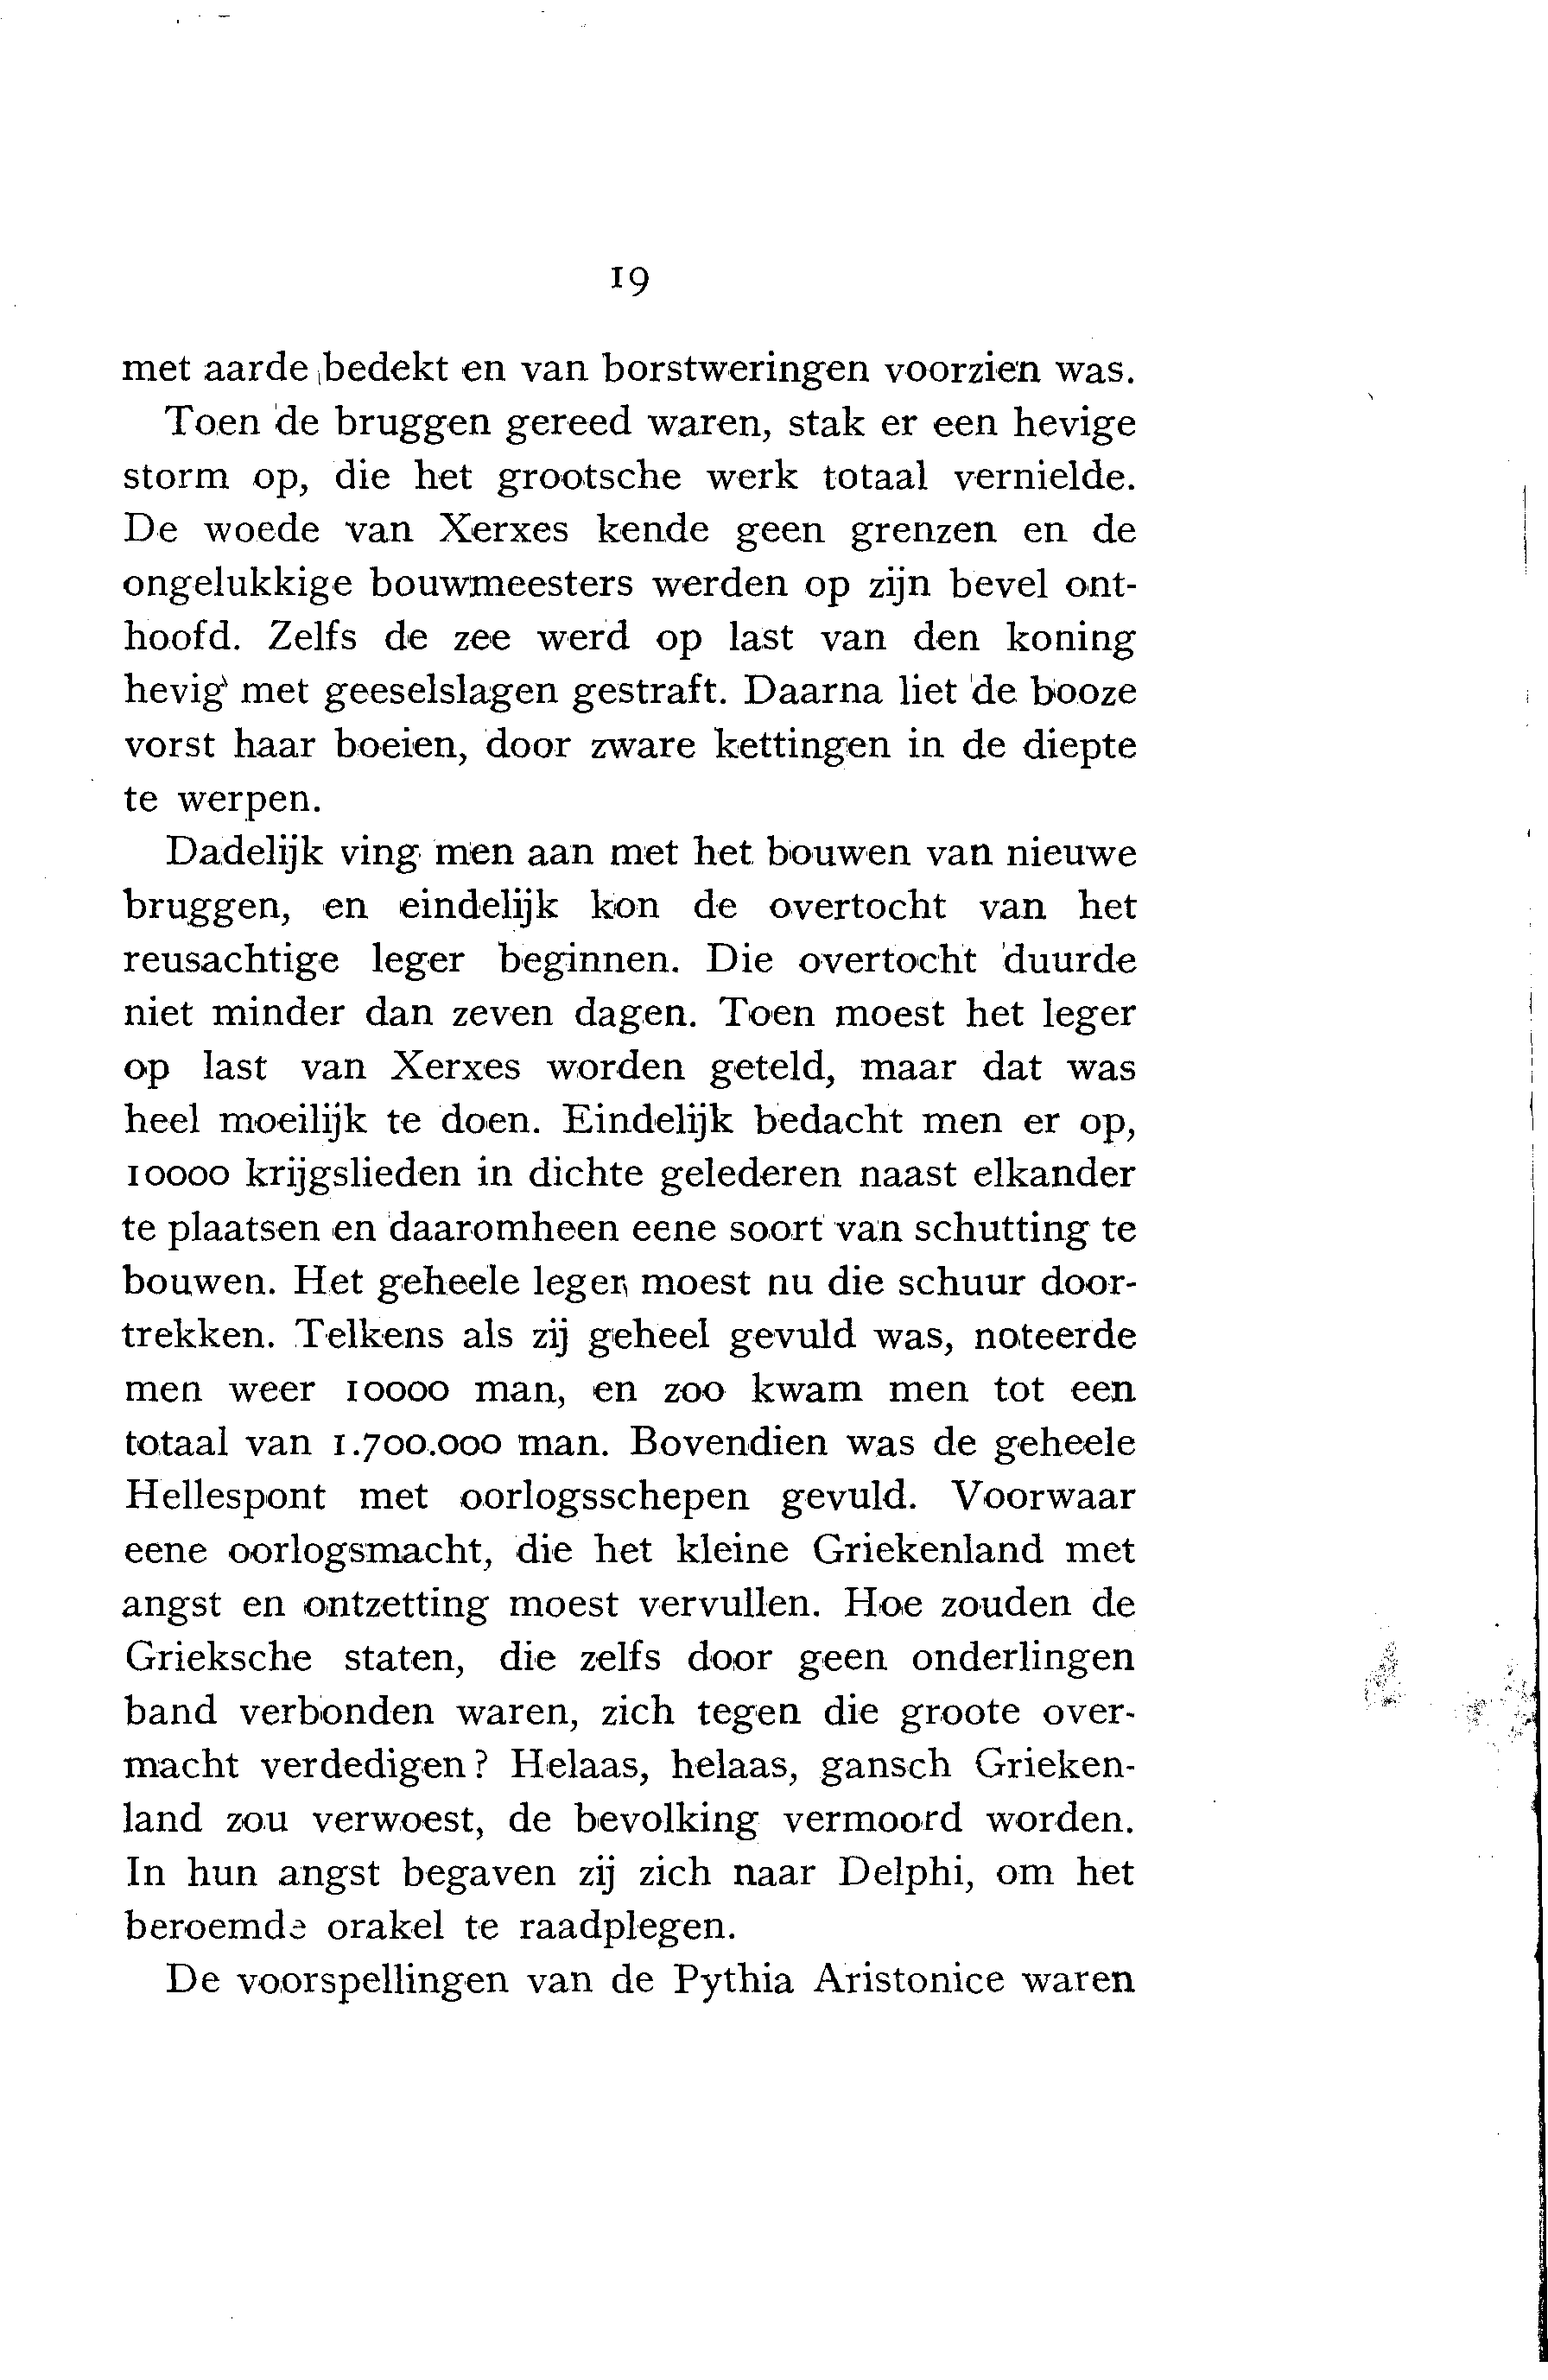 19
met aarde bedekt en van borstweringen voorzien was.
Toen de bruggen gereed waren, stak er een hevige
storm op, die het grootsche werk totaal vernielde.
De woede van Xerxes kende geen grenzen en de
ongelukkige bouwmeesters werden op zijn bevel ont-
hoofd. Zelfs de zee werd op last van den koning
hevig met geeselslagen gestraft. Daarna liet de booze
vorst haar boeien, door zware kettingen in de diepte
te werpen.
Dadelijk ving men aan met het bouwen van nieuwe
bruggen, en eindelijk kon de overtocht van het
reusachtige leger beginnen. Die overtocht duurde
niet minder dan zeven dagen. Toen moest het leger
op last van Xerxes worden geteld, maar dat was
heel moeilijk te doen. Eindelijk bedacht men er op,
10000 krijgslieden in dichte gelederen naast elkander
te plaatsen en daaromheen eene soort van schutting te
bouwen. Het geheele leger moest nu die schuur door-
trekken. Telkens als zij geheel gevuld was, noteerde
men weer 10000 man, en zoo kwam men tot een
totaal van 1.700.000 man. Bovendien was de geheele
Hellespont met oorlogsschepen gevuld. Voorwaar
eene oorlogsmacht, die het kleine Griekenland met
angst en ontzetting moest vervullen. Hoe zouden de
Grieksche staten, die zelfs door geen onderlingen
band verbonden waren, zich tegen die groote over-
macht verdedigen? Helaas, helaas, gansch Grieken-
land zou verwoest, de bevolking vermoord worden.
In hun angst begaven zij zich naar Delphi, om het
beroemde orakel te raadplegen.
De voorspellingen van de Pythia Aristonice waren